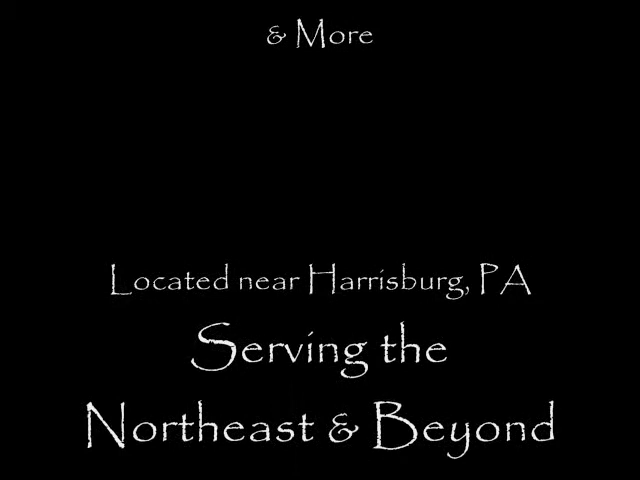 & More
Located near Harrisburg, PA
Serving the
Northeast & Beyond